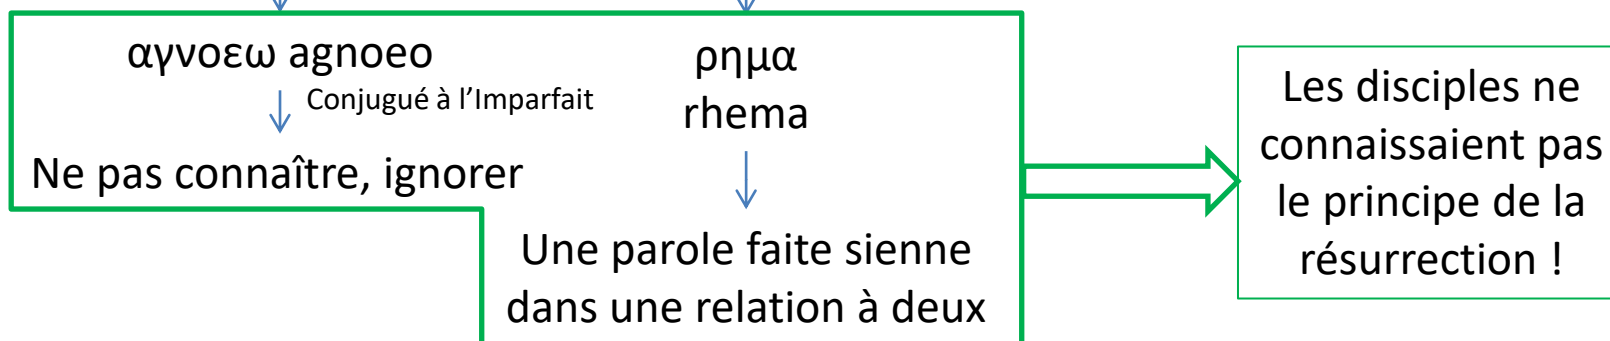 αγνοεω agnoeo
Conjugué à l’Imparfait
Ne pas connaître, ignorer
ρημα
rhema
Une parole faite sienne
dans une relation à deux
Les disciples ne
connaissaient pas
le principe de la
résurrection !